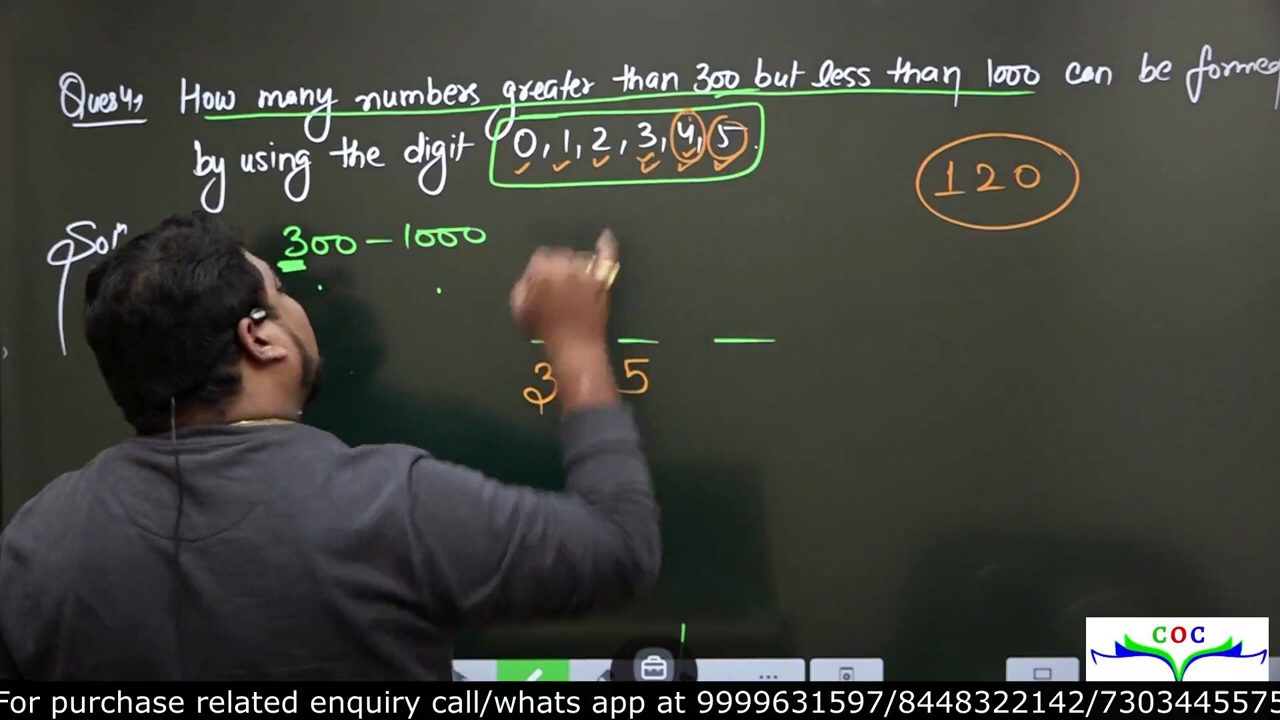 Ques 4, How many numbers greater than 300 but less than 1000 can be formed
by using the digit 0, 1, 2, 3, 4, 5.
120
300 - 1000
3 5
COC
For purchase related enquiry call/whats app at 9999631597/8448322142/7303445575